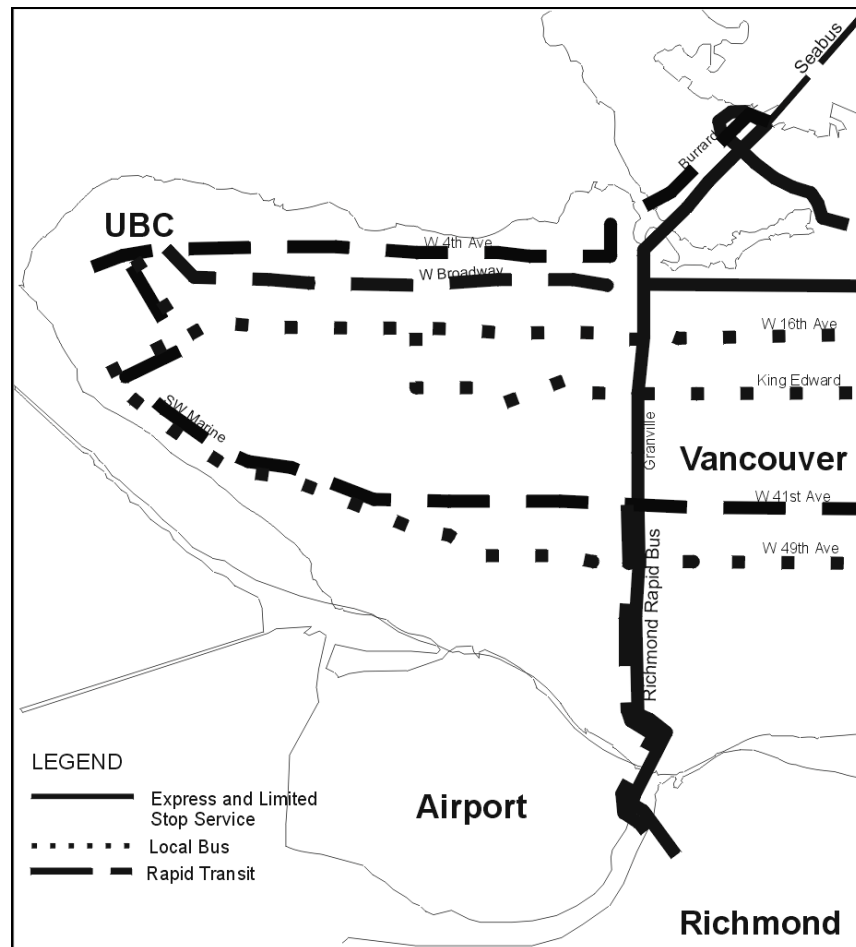 Seabus
Burrard
UBC
W 4th Ave
W Broadway
W 16th Ave
King Edward
SW Marine
Granville
Vancouver
W 41st Ave
W 49th Ave
Richmond Rapid Bus
LEGEND
Express and Limited
Stop Service
Local Bus
Rapid Transit
Airport
Richmond